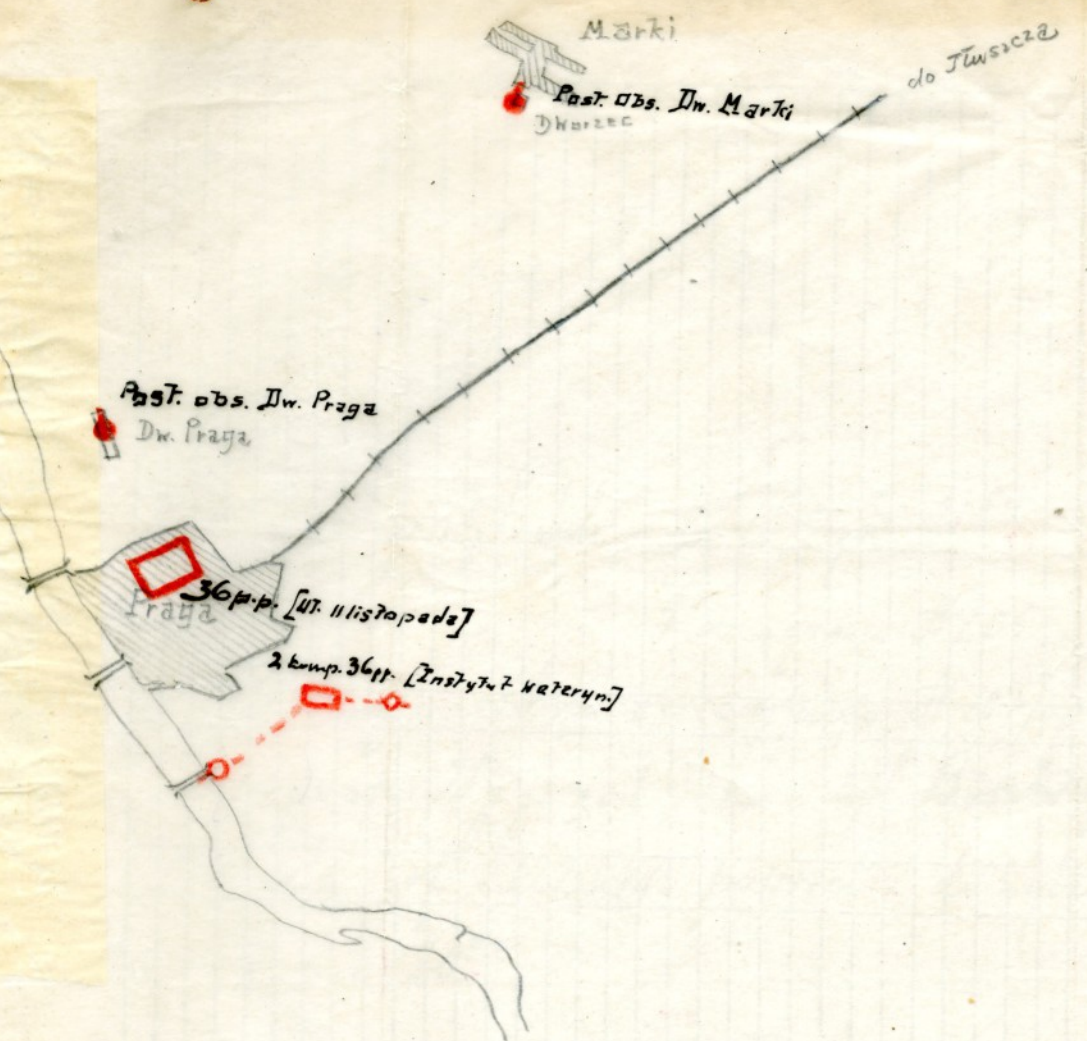 Marki
do Tłuszcza
Post. obs. Dw. Marki
Dworzec
Post. obs. Dw. Praga
Dw. Praga
36 p.p. [Ul. 11 listopada]
Praga
2 komp. 36 pp. [Instytut Weteryn.]